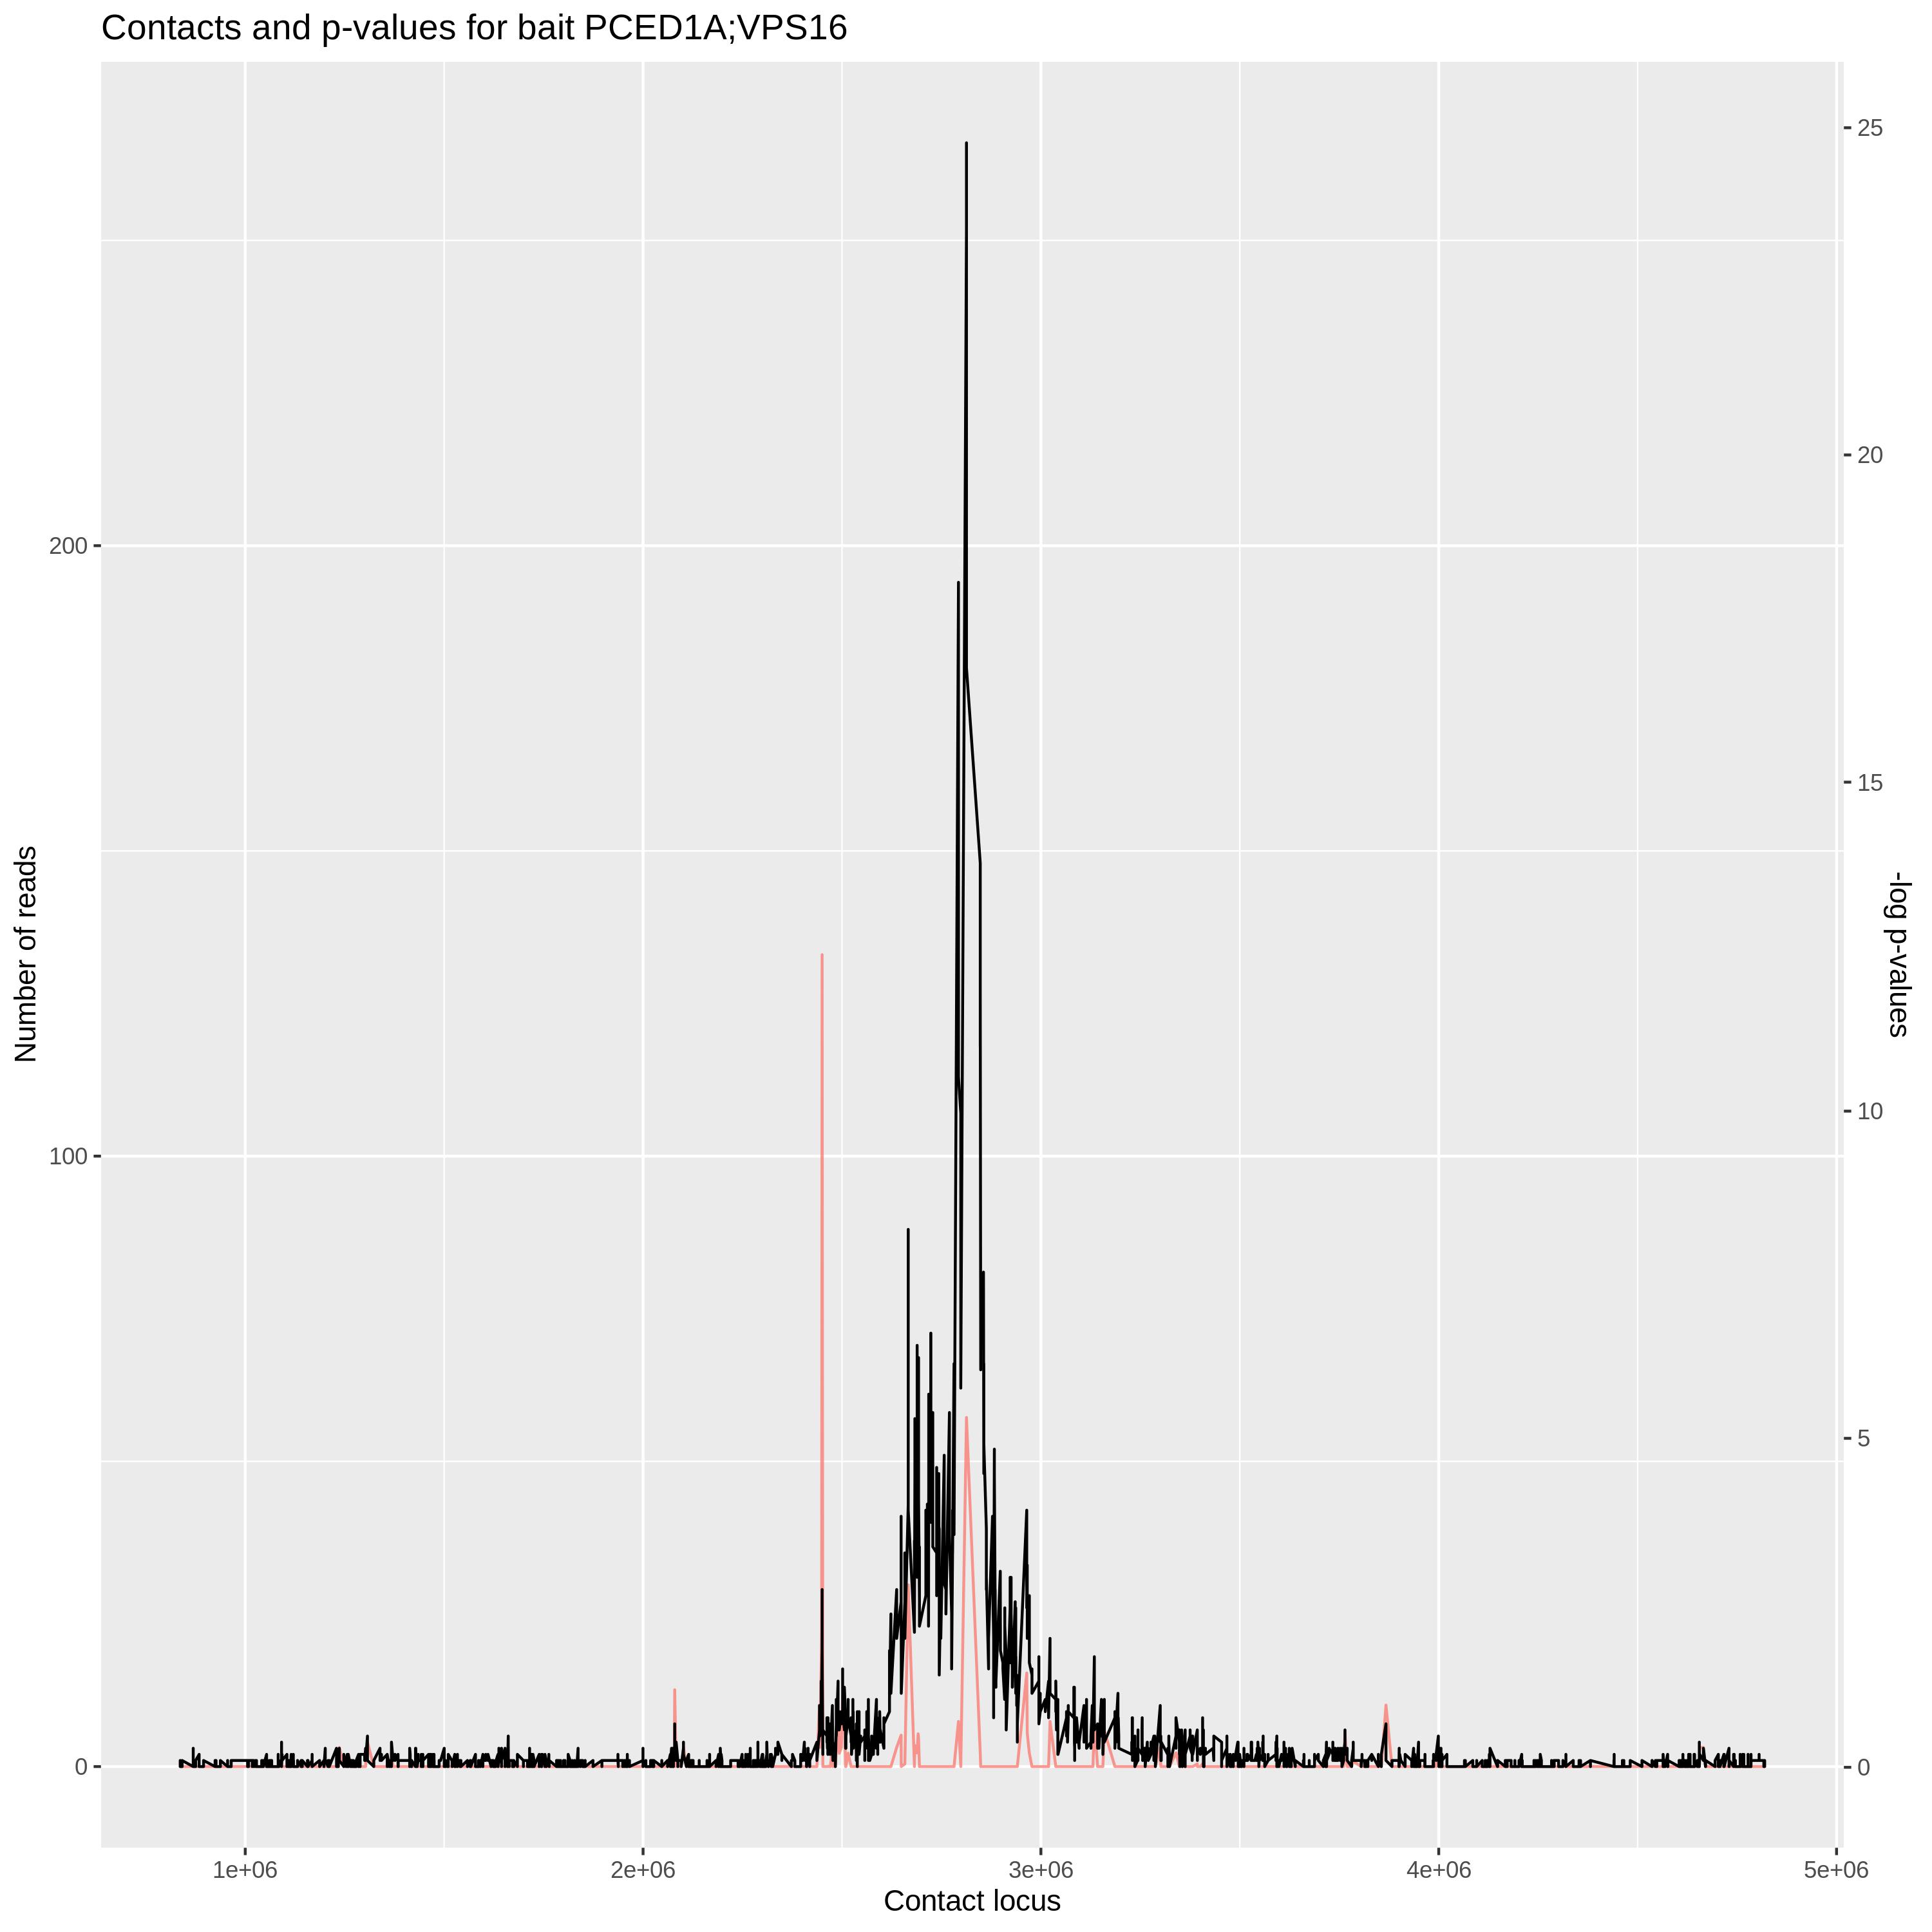 Contacts and p-values for bait PCED1A;VPS16
Number of reads
200
100
0
25
20
15
10
5
0
-log p-values
1e+06 2e+06 3e+06 4e+06 5e+06
Contact locus